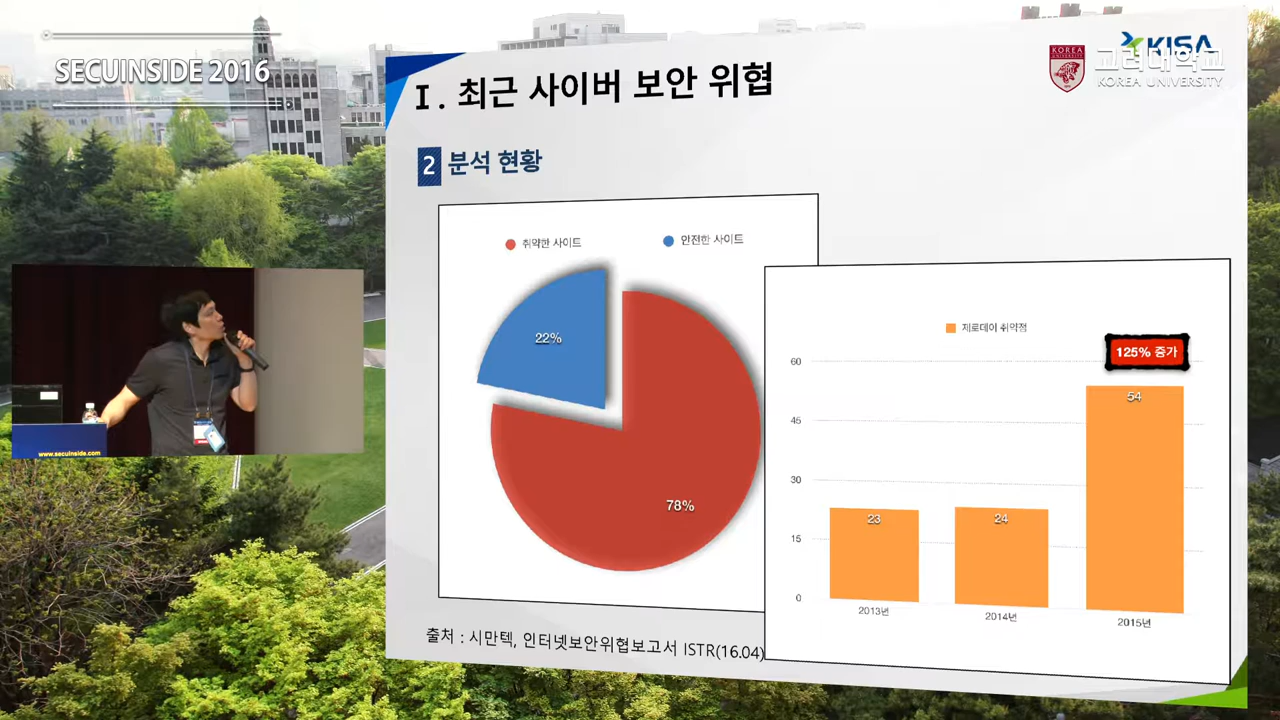 SECUINSIDE 2016
KISA
KOREA
고려대학교
KOREA UNIVERSITY
Ⅰ. 최근 사이버 보안 위협
2 분석 현황
취약한 사이트
안전한 사이트
22%
78%
제로데이 취약점
125% 증가
60
45
30
15
0
23
24
54
2013년
2014년
2015년
출처 : 시만텍, 인터넷보안위협보고서 ISTR(16.04)
www.secuinside.com